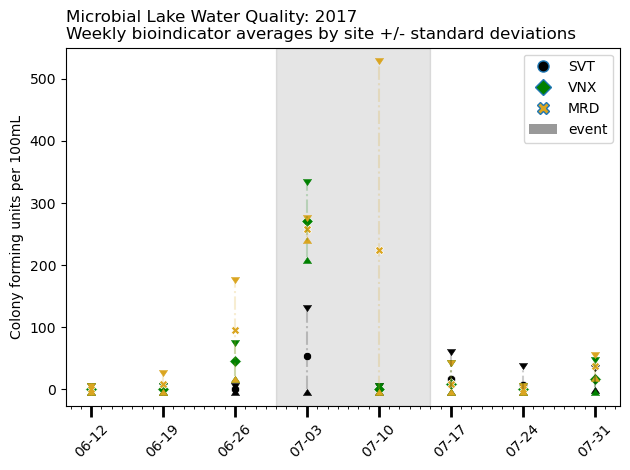 Microbial Lake Water Quality: 2017
Weekly bioindicator averages by site +/- standard deviations
Colony forming units per 100mL
500
400
300
200
100
0
SVT
VNX
MRD
event
06-12
06-19
06-26
07-03
07-10
07-17
07-24
07-31